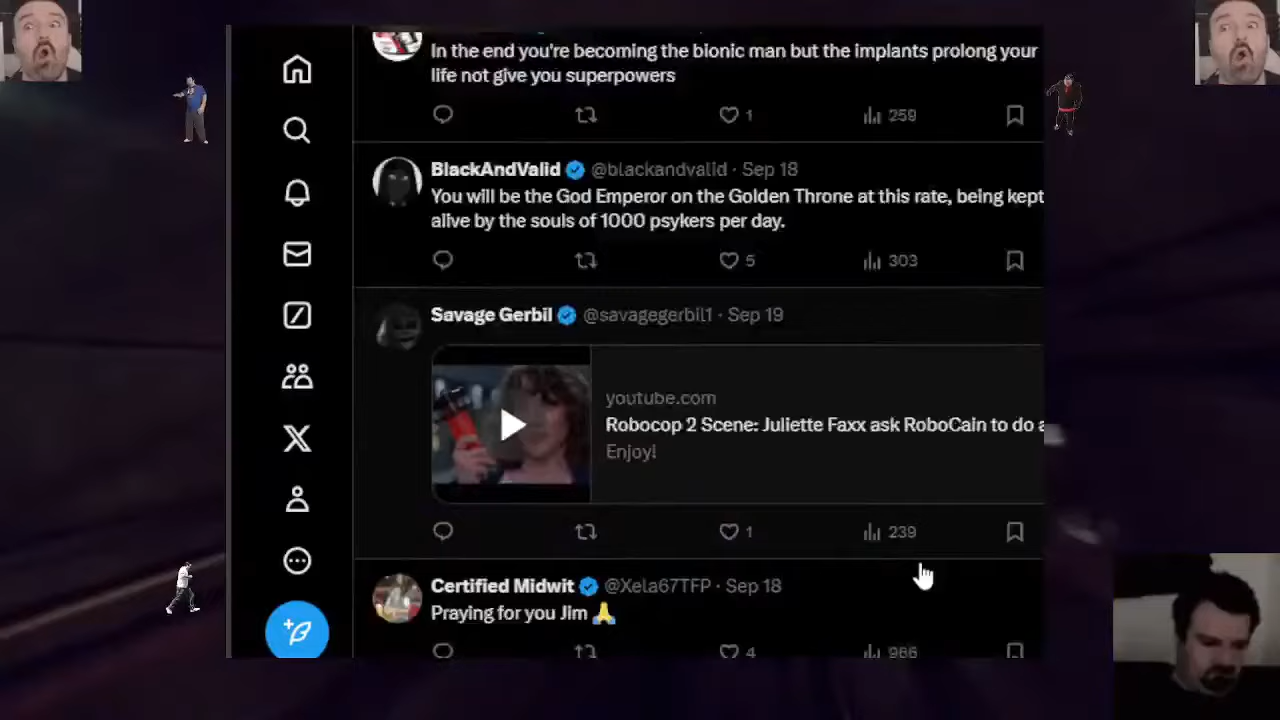 In the end you're becoming the bionic man but the implants prolong your
life not give you superpowers
1
259
BlackAndValid @blackandvalid · Sep 18
You will be the God Emperor on the Golden Throne at this rate, being kept
alive by the souls of 1000 psykers per day.
5
303
Savage Gerbil @savagegerbil1 · Sep 19
youtube.com
Robocop 2 Scene: Juliette Faxx ask RoboCain to do a
Enjoy!
1
239
Certified Midwit @Xela67TFP · Sep 18
Praying for you Jim 🙏
4
966